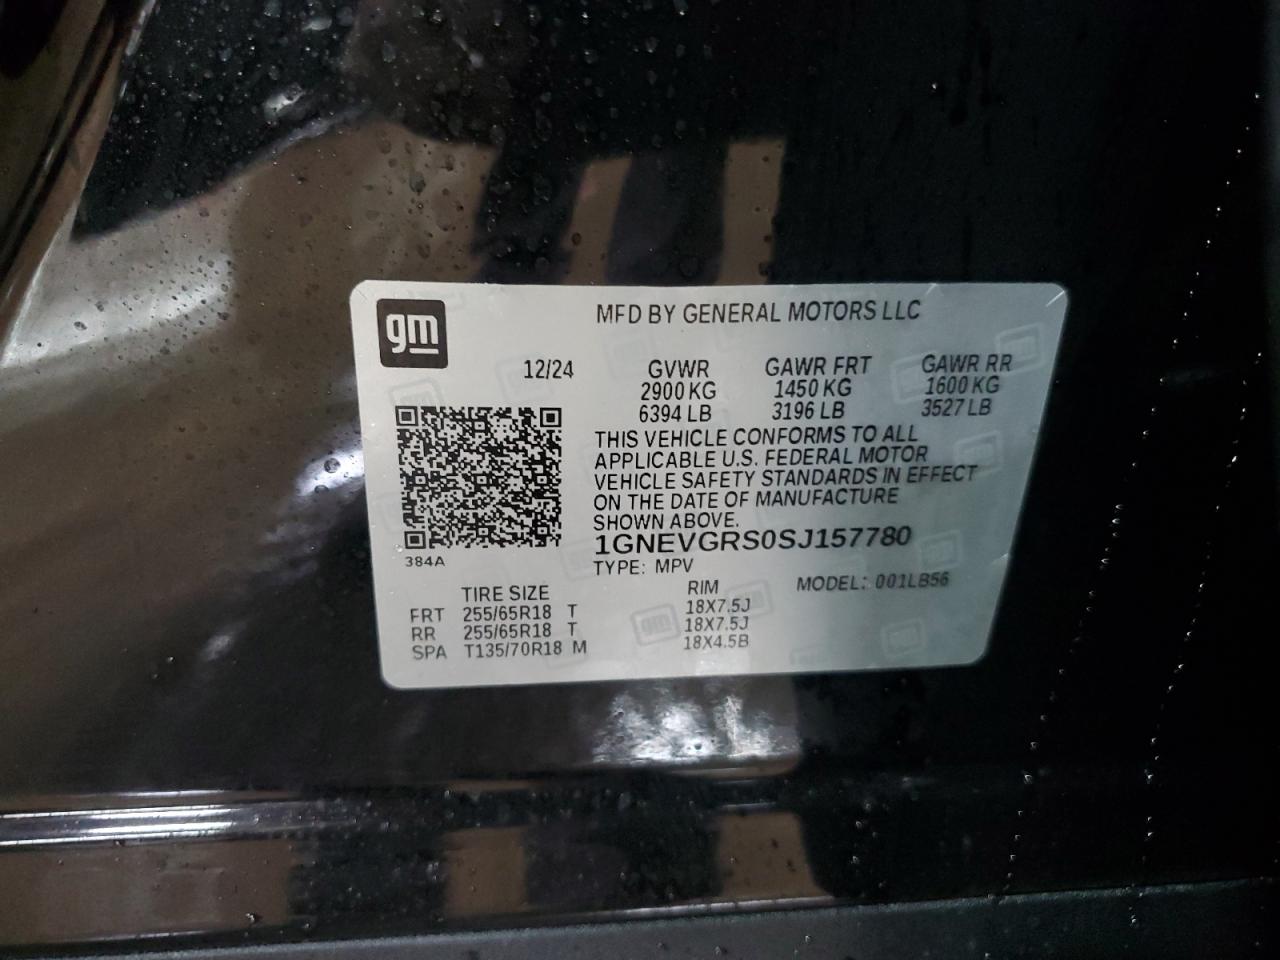 gm
MFD BY GENERAL MOTORS LLC
12/24 GVWR GAWR FRT GAWR RR
2900 KG 1450 KG 1600 KG
6394 LB 3196 LB 3527 LB
THIS VEHICLE CONFORMS TO ALL
APPLICABLE U.S. FEDERAL MOTOR
VEHICLE SAFETY STANDARDS IN EFFECT
ON THE DATE OF MANUFACTURE
SHOWN ABOVE.
1GNEVGRS0SJ157780
384A
TYPE: MPV
MODEL: 001LB56
TIRE SIZE RIM
FRT 255/65R18 T 18X7.5J
RR 255/65R18 T 18X7.5J
SPA T135/70R18 M 18X4.5B